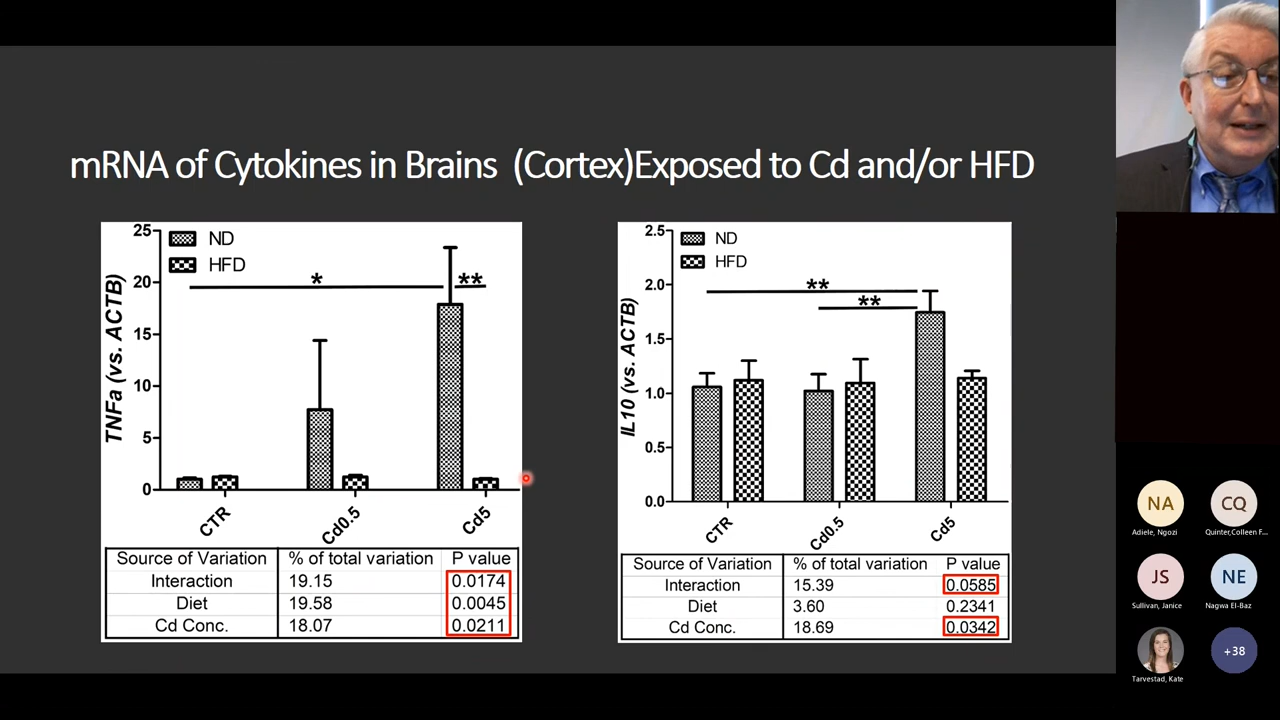 mRNA of Cytokines in Brains (Cortex)Exposed to Cd and/or HFD
TNFa (vs. ACTB)
25
20
15
10
5
0
ND
HFD
*
**
CTR
Cd0.5
Cd5
Source of Variation % of total variation P value
Interaction 19.15 0.0174
Diet 19.58 0.0045
Cd Conc. 18.07 0.0211
IL10 (vs. ACTB)
2.5
2.0
1.5
1.0
0.5
0.0
ND
HFD
**
**
CTR
Cd0.5
Cd5
Source of Variation % of total variation P value
Interaction 15.39 0.0585
Diet 3.60 0.2341
Cd Conc. 18.69 0.0342
NA
Adiele, Ngozi
CQ
Quinter,Colleen F...
JS
Sullivan, Janice
NE
Nagwa El-Baz
Tarvestad, Kate
+38